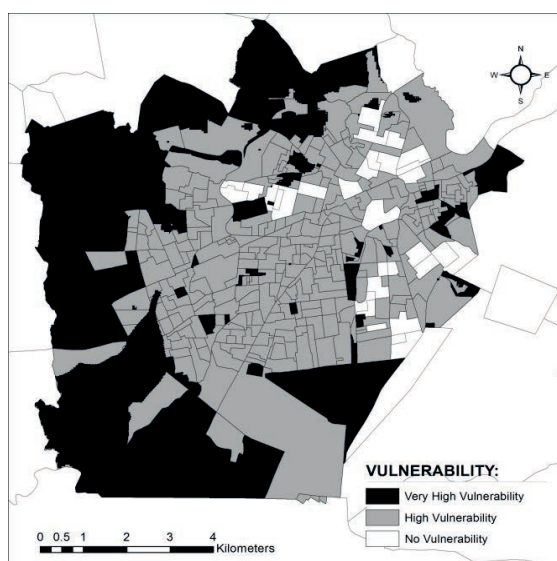 N
W E
S
VULNERABILITY:
Very High Vulnerability
High Vulnerability
No Vulnerability
0 0.5 1 2 3 4
Kilometers